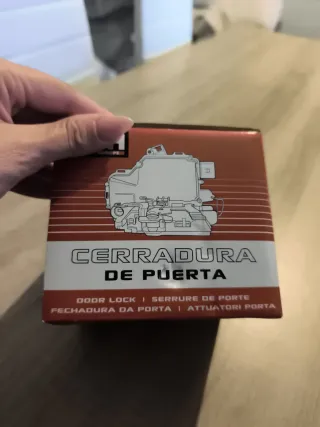 CERRADURA
DE PUERTA
DOOR LOCK | SERRURE DE PORTE
FECHADURA DA PORTA | ATTUATORI PORTA